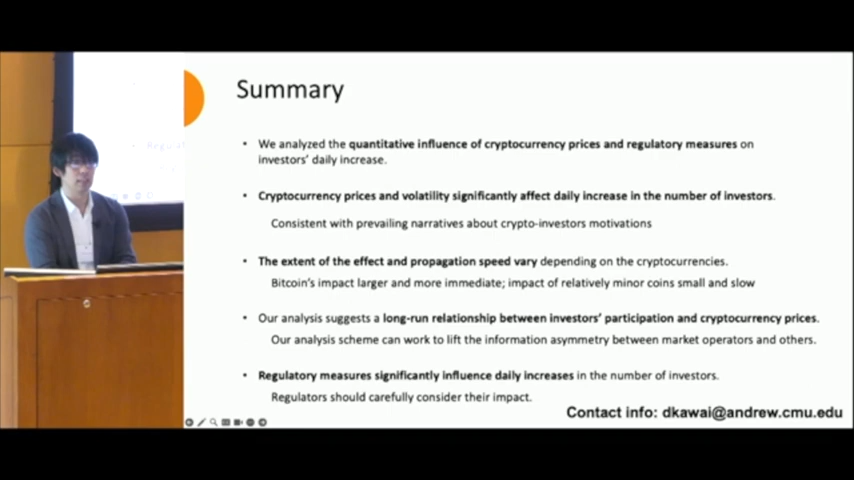 Summary
• We analyzed the quantitative influence of cryptocurrency prices and regulatory measures on
investors' daily increase.
• Cryptocurrency prices and volatility significantly affect daily increase in the number of investors.
Consistent with prevailing narratives about crypto-investors motivations
• The extent of the effect and propagation speed vary depending on the cryptocurrencies.
Bitcoin's impact larger and more immediate; impact of relatively minor coins small and slow
• Our analysis suggests a long-run relationship between investors' participation and cryptocurrency prices.
Our analysis scheme can work to lift the information asymmetry between market operators and others.
• Regulatory measures significantly influence daily increases in the number of investors.
Regulators should carefully consider their impact.
Contact info: dkawai@andrew.cmu.edu